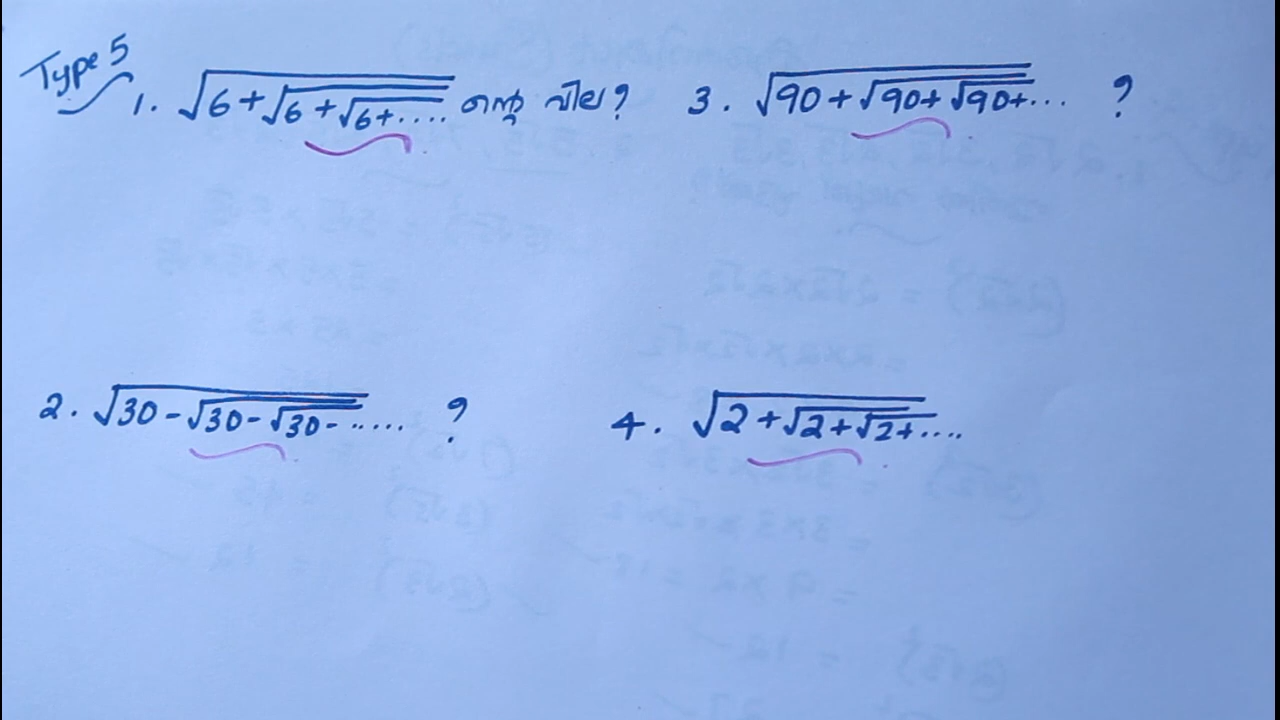 Type 5
1. √6+√6+√6+.... ന്റെ വില?
3. √90+√90+√90+... ?
2. √30-√30-√30-..... ?
4. √2+√2+√2+....